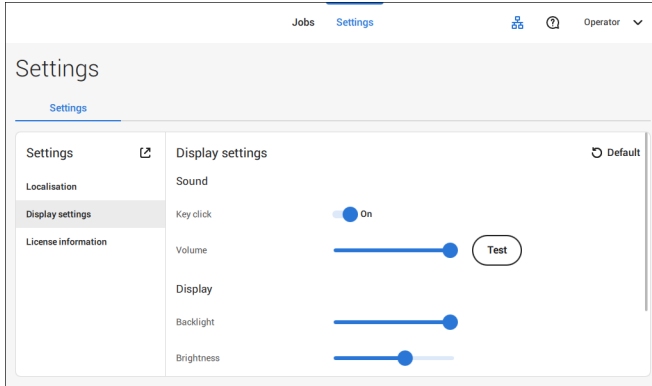 Jobs Settings Operator
Settings
Settings
Settings
Display settings
Default
Localisation
Display settings
License information
Sound
Key click On
Volume Test
Display
Backlight
Brightness